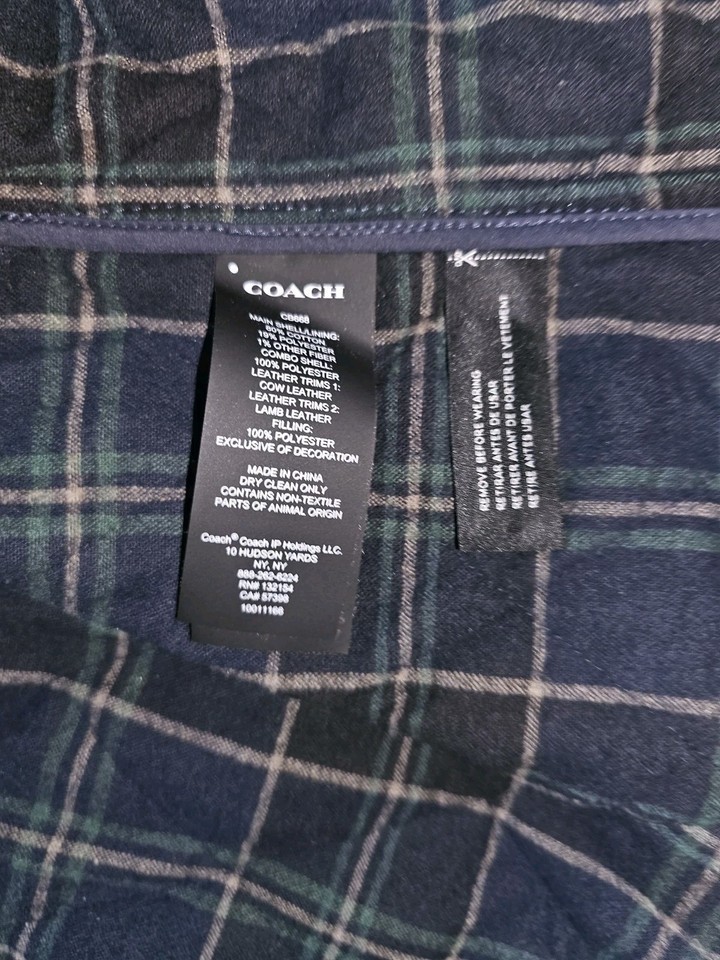 COACH
CB668
MAIN SHELL/LINING:
80% COTTON
19% POLYESTER
1% OTHER FIBER
COMBO SHELL:
100% POLYESTER
LEATHER TRIMS 1:
COW LEATHER
LEATHER TRIMS 2:
LAMB LEATHER
FILLING:
100% POLYESTER
EXCLUSIVE OF DECORATION
MADE IN CHINA
DRY CLEAN ONLY
CONTAINS NON-TEXTILE
PARTS OF ANIMAL ORIGIN
Coach® Coach IP Holdings LLC.
10 HUDSON YARDS
NY, NY
888-262-6224
RN# 132154
CA# 57398
10011166
REMOVE BEFORE WEARING
RETIRAR ANTES DE USAR
RETIRER AVANT DE PORTER LE VETEMENT
RETIRE ANTES USAR